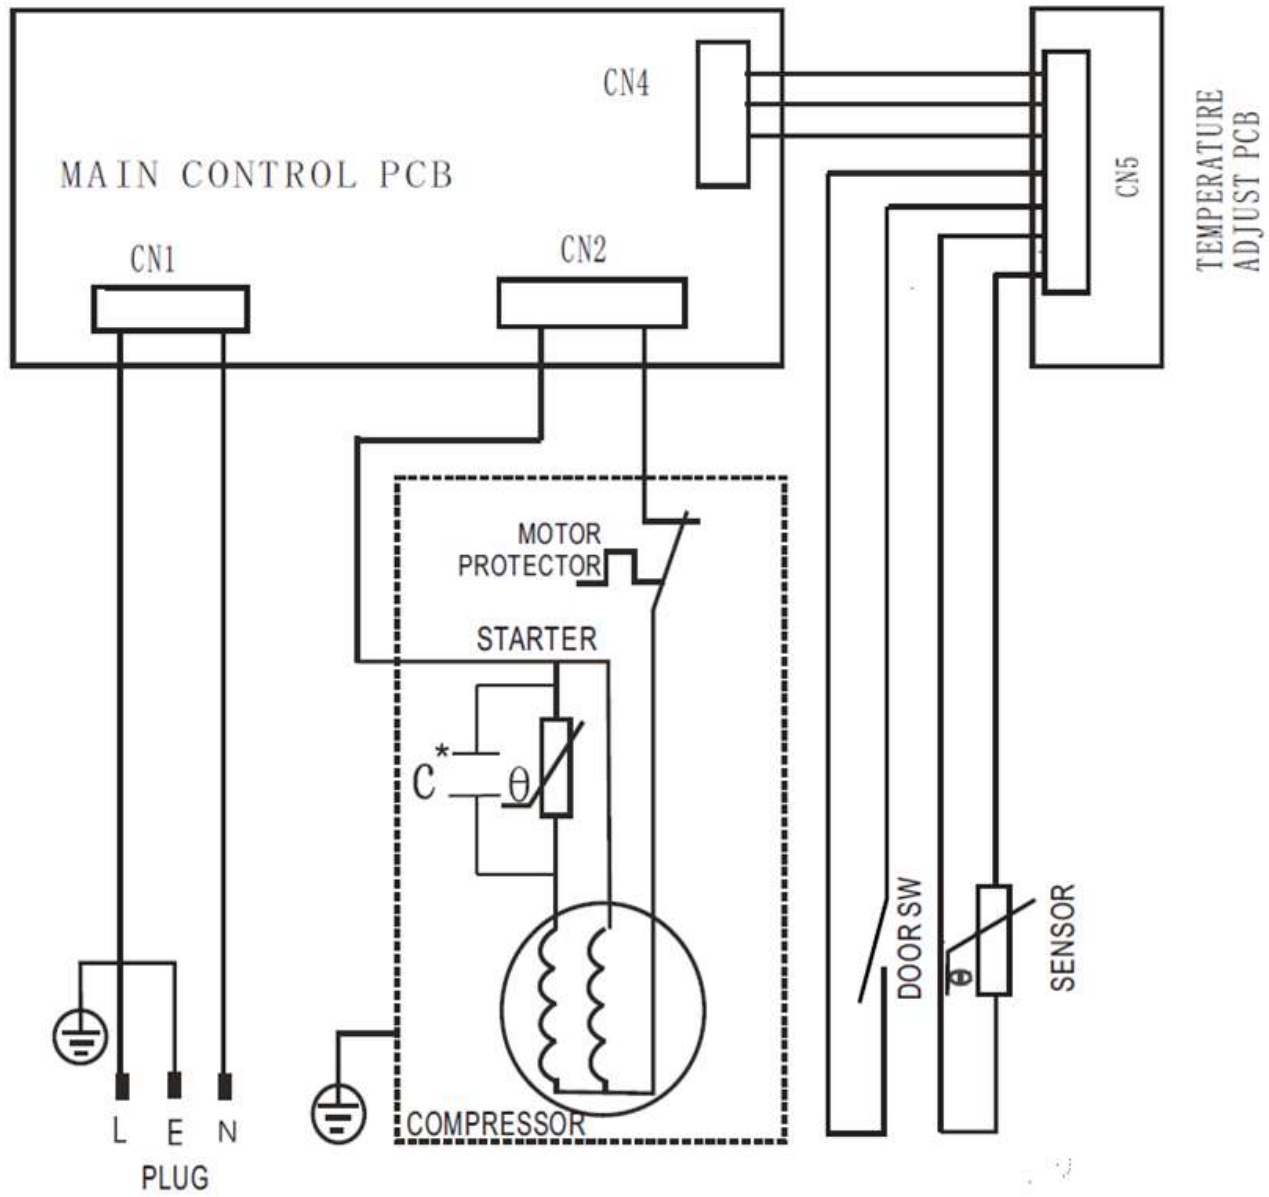 CN4
MAIN CONTROL PCB
CN1
CN2
CN5
TEMPERATURE
ADJUST PCB
MOTOR
PROTECTOR
STARTER
C*
θ
DOOR SW
θ
SENSOR
COMPRESSOR
L E N
PLUG